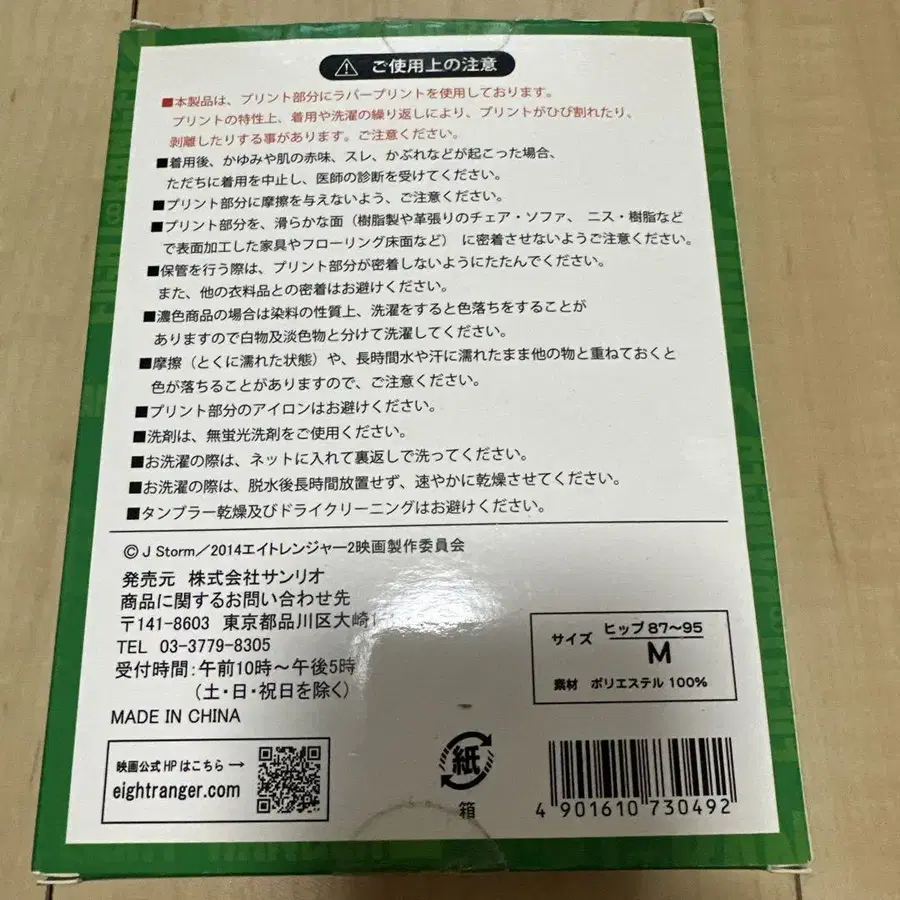 ⚠ ご使用上の注意
■本製品は、プリント部分にラバープリントを使用しております。
プリントの特性上、着用や洗濯の繰り返しにより、プリントがひび割れたり、
剥離したりする事があります。ご注意ください。
■着用後、かゆみや肌の赤味、スレ、かぶれなどが起こった場合、
ただちに着用を中止し、医師の診断を受けてください。
■プリント部分に摩擦を与えないよう、ご注意ください。
■プリント部分を、滑らかな面（樹脂製や革張りのチェア・ソファ、ニス・樹脂など
で表面加工した家具やフローリング床面など）に密着させないようご注意ください。
■保管を行う際は、プリント部分が密着しないようにたたんでください。
また、他の衣料品との密着はお避けください。
■濃色商品の場合は染料の性質上、洗濯をすると色落ちをすることが
ありますので白物及淡色物と分けて洗濯してください。
■摩擦（とくに濡れた状態）や、長時間水や汗に濡れたまま他の物と重ねておくと
色が落ちることがありますので、ご注意ください。
■プリント部分のアイロンはお避けください。
■洗剤は、無蛍光洗剤をご使用ください。
■お洗濯の際は、ネットに入れて裏返しで洗ってください。
■お洗濯の際は、脱水後長時間放置せず、速やかに乾燥させてください。
■タンブラー乾燥及びドライクリーニングはお避けください。
© J Storm／2014エイトレンジャー2映画製作委員会
発売元 株式会社サンリオ
商品に関するお問い合わせ先
〒141-8603 東京都品川区大崎
TEL 03-3779-8305
受付時間：午前10時～午後5時
（土・日・祝日を除く）
MADE IN CHINA
サイズ ヒップ87～95
M
素材 ポリエステル 100%
映画公式HPはこちら→
eightranger.com
紙
箱
4 901610 730492